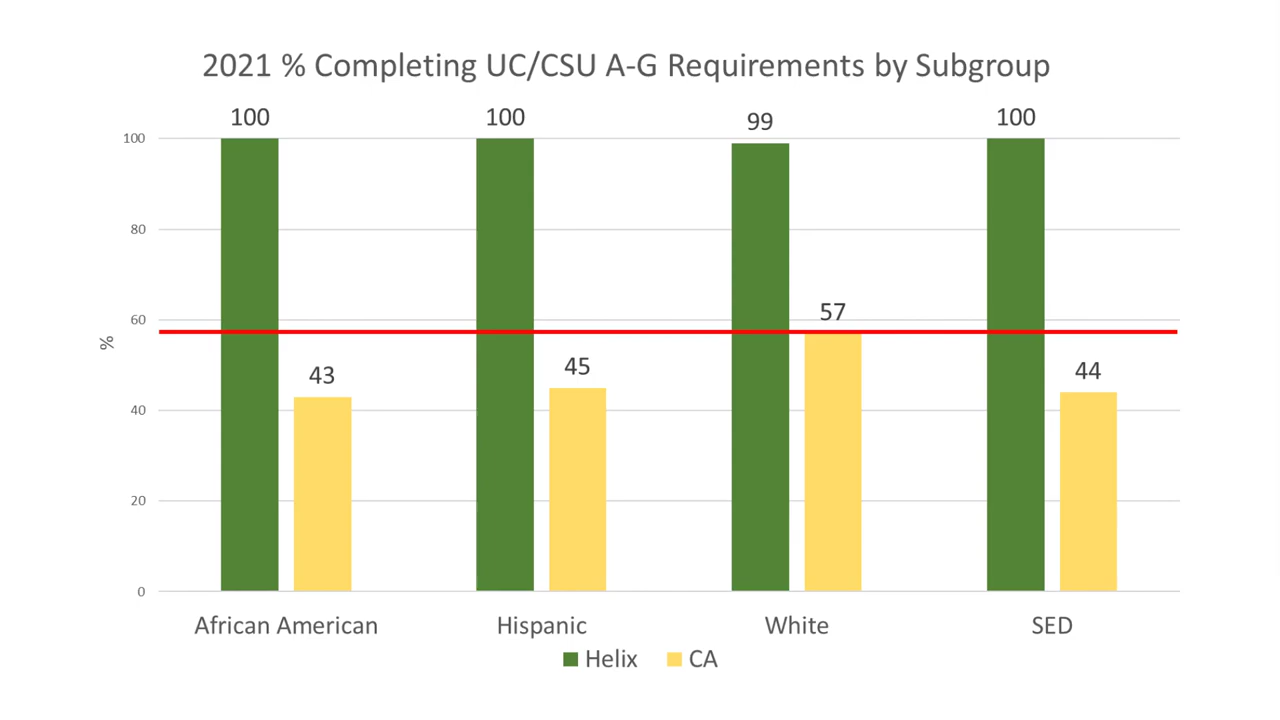 2021 % Completing UC/CSU A-G Requirements by Subgroup
100
100
99
100
100
80
60
57
%
43
45
44
40
20
0
African American
Hispanic
White
SED
Helix
CA